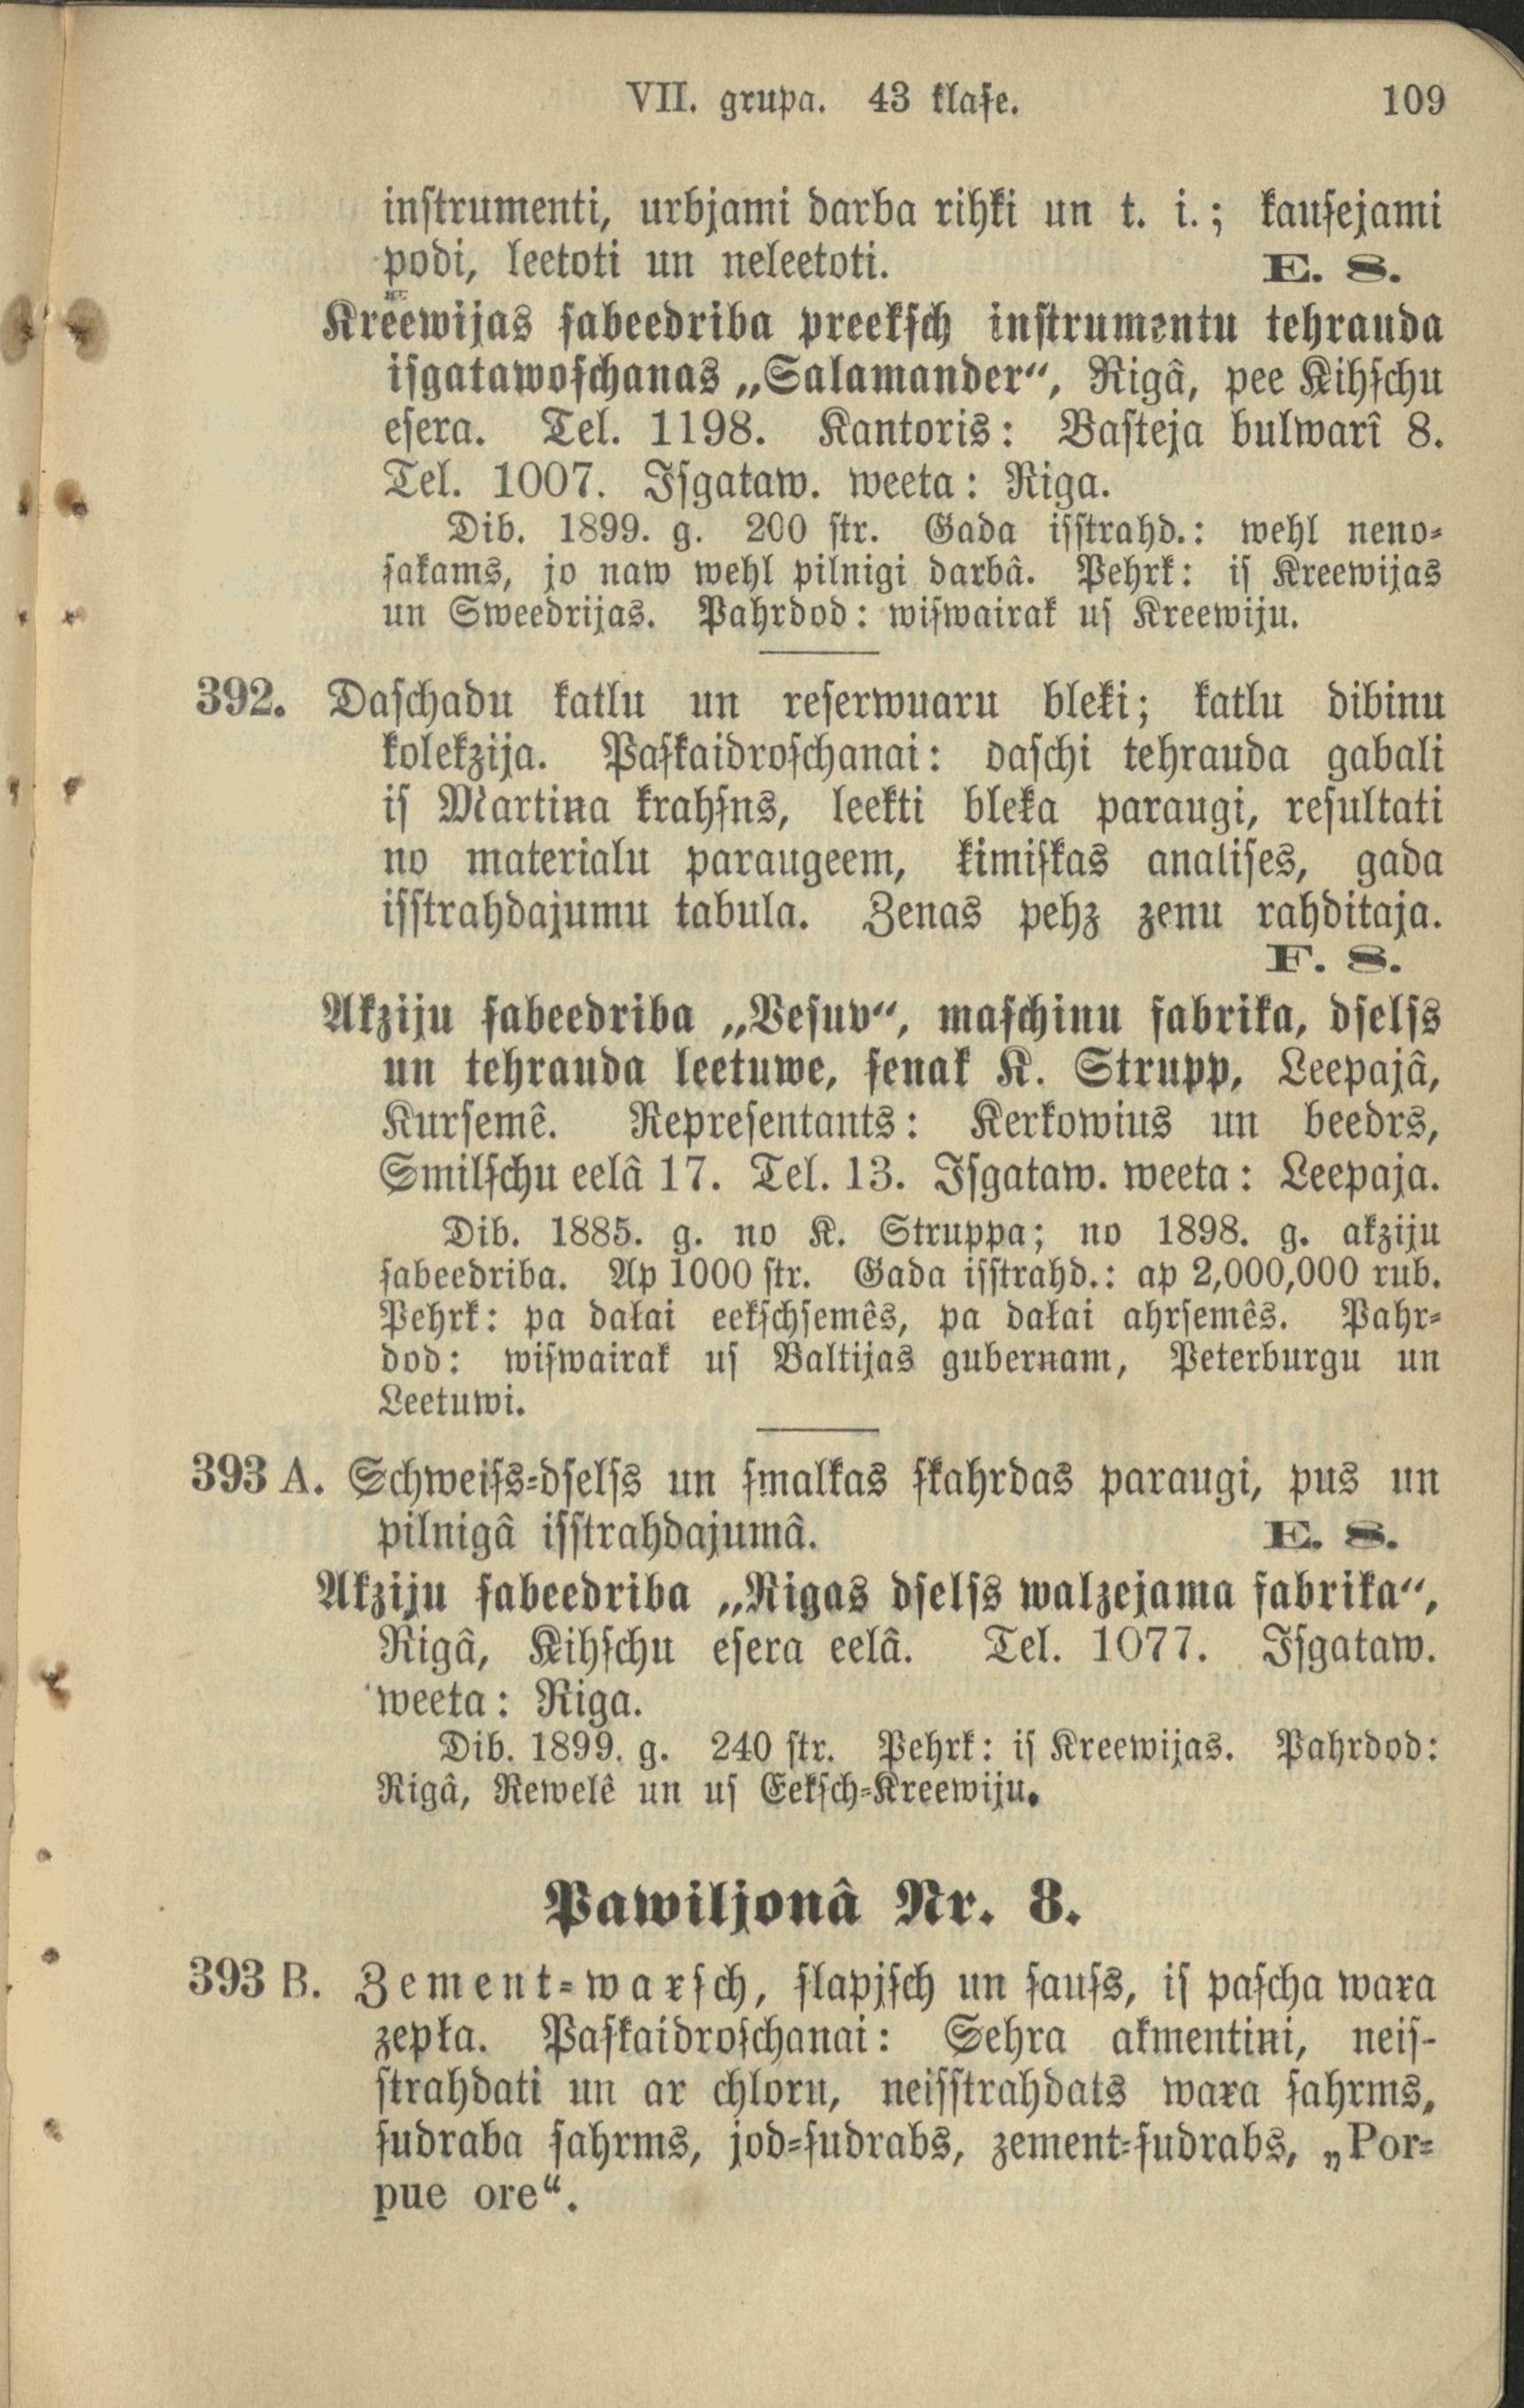 VII. grupa. 43 klaſe. 109
inſtrumenti, urbjami darba rihki un t. i.; kauſejami
podi, leetoti un neleetoti. E. 8.
Kreewijas ſabeedriba preekſch inſtrumentu tehrauda
iſgatawoſchanas „Salamander“, Rigâ, pee Ķihſchu
eſera. Tel. 1198. Kantoris: Baſteja bulwarî 8.
Tel. 1007. Iſgataw. weeta: Riga.
Dib. 1899. g. 200 ſtr. Gada isſtrahd.: wehl neno-
ſakams, jo naw wehl pilnigi darbâ. Pehrk: iſ Kreewijas
un Sweedrijas. Pahrdod: wiſwairak uſ Kreewiju.
392. Daſchadu katlu un reſerwuaru bleķi; katlu dibinu
kolekzija. Paſkaidroſchanai: daſchi tehrauda gabali
iſ Martina krahſns, leekti bleķa paraugi, reſultati
no materialu paraugeem, ķimiſkas analiſes, gada
isſtrahdajumu tabula. Zenas pehz zenu rahditaja.
F. 8.
Akziju ſabeedriba „Veſuv“, maſchinu fabrika, dſelſs
un tehrauda leetuwe, ſenak K. Strupp, Leepajâ,
Kurſemê. Repreſentants: Kerkowius un beedrs,
Smilſchu eelâ 17. Tel. 13. Iſgataw. weeta: Leepaja.
Dib. 1885. g. no K. Struppa; no 1898. g. akziju
ſabeedriba. Ap 1000 ſtr. Gada isſtrahd.: ap 2,000,000 rub.
Pehrk: pa dałai eekſchſemês, pa dałai ahrſemês. Pahr-
dod: wiſwairak uſ Baltijas gubernam, Peterburgu un
Leetuwi.
393 A. Schweiſs-dſelſs un ſmalkas ſkahrdas paraugi, pus un
pilnigâ isſtrahdajumâ. E. 8.
Akziju ſabeedriba „Rigas dſelſs walzejama fabrika“,
Rigâ, Ķihſchu eſera eelâ. Tel. 1077. Iſgataw.
weeta: Riga.
Dib. 1899. g. 240 ſtr. Pehrk: iſ Kreewijas. Pahrdod:
Rigâ, Rewelê un uſ Eekſch-Kreewiju.
Pawiljonâ Nr. 8.
393 B. Zement-warſch, ſlapjſch un ſauſs, iſ paſcha wara
zepła. Paſkaidroſchanai: Sehra akmentiņi, neis-
ſtrahdati un ar chloru, neisſtrahdats wara ſahrms,
ſudraba ſahrms, jod-ſudrabs, zement-ſudrabs, „Por-
pue ore“.